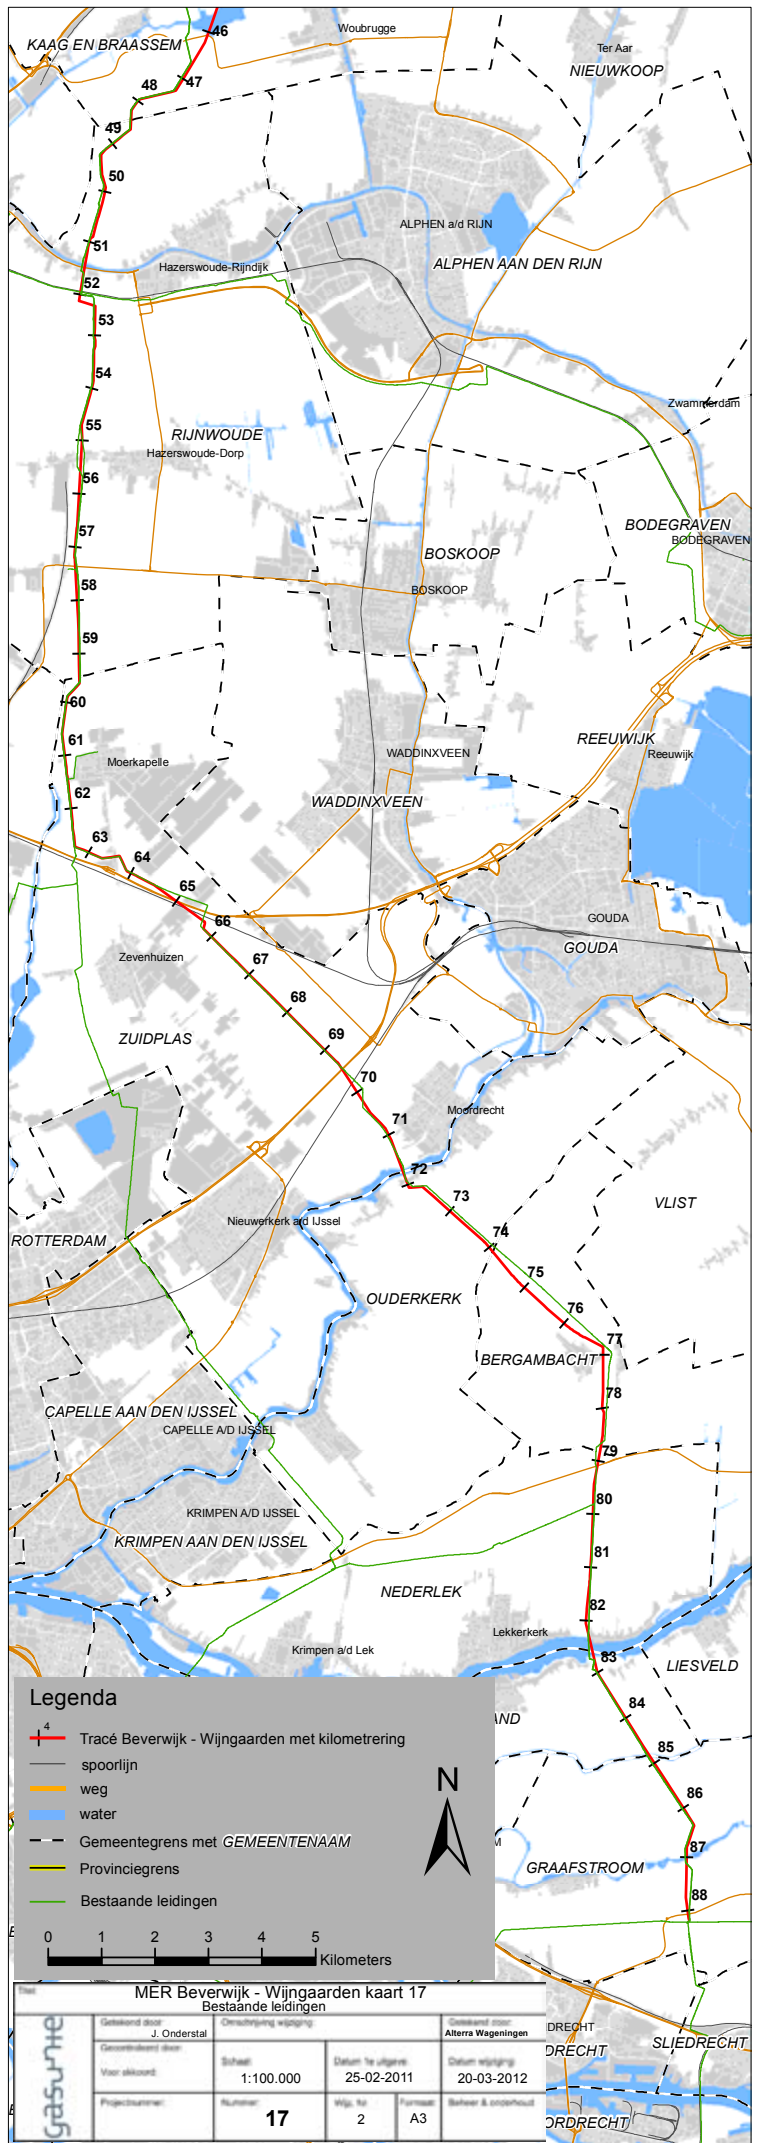 46
Woubrugge
KAAG EN BRAASSEM
Ter Aar
NIEUWKOOP
47
48
49
50
ALPHEN a/d RIJN
51
ALPHEN AAN DEN RIJN
Hazerswoude-Rijndijk
52
53
54
Zwammerdam
55
RIJNWOUDE
Hazerswoude-Dorp
56
BODEGRAVEN
57
BODEGRAVEN
BOSKOOP
58
BOSKOOP
59
60
61
REEUWIJK
Reeuwijk
WADDINXVEEN
Moerkapelle
62
WADDINXVEEN
63
64
65
66
GOUDA
GOUDA
Zevenhuizen
67
68
ZUIDPLAS
69
70
71
Moordrecht
72
73
VLIST
Nieuwerkerk a/d IJssel
74
ROTTERDAM
75
OUDERKERK
76
77
BERGAMBACHT
78
CAPELLE AAN DEN IJSSEL
CAPELLE A/D IJSSEL
79
80
KRIMPEN A/D IJSSEL
KRIMPEN AAN DEN IJSSEL
81
NEDERLEK
82
Lekkerkerk
Krimpen a/d Lek
83
LIESVELD
84
AND
85
86
M
87
GRAAFSTROOM
88
Legenda
4
Tracé Beverwijk - Wijngaarden met kilometrering
spoorlijn
weg
water
Gemeentegrens met GEMEENTENAAM
Provinciegrens
Bestaande leidingen
N
0 1 2 3 4 5
Kilometers
Titel:
MER Beverwijk - Wijngaarden kaart 17
Bestaande leidingen
gasunie
Getekend door:
J. Onderstal
Omschrijving wijziging:
Getekend voor:
Alterra Wageningen
Gecontroleerd door:
Voor akkoord:
Schaal:
1:100.000
Datum 1e uitgave:
25-02-2011
Datum wijziging:
20-03-2012
Projectnummer:
Nummer:
17
Wijz. Nr
2
Formaat:
A3
Beheer & onderhoud
DRECHT
DRECHT
SLIEDRECHT
ORDRECHT